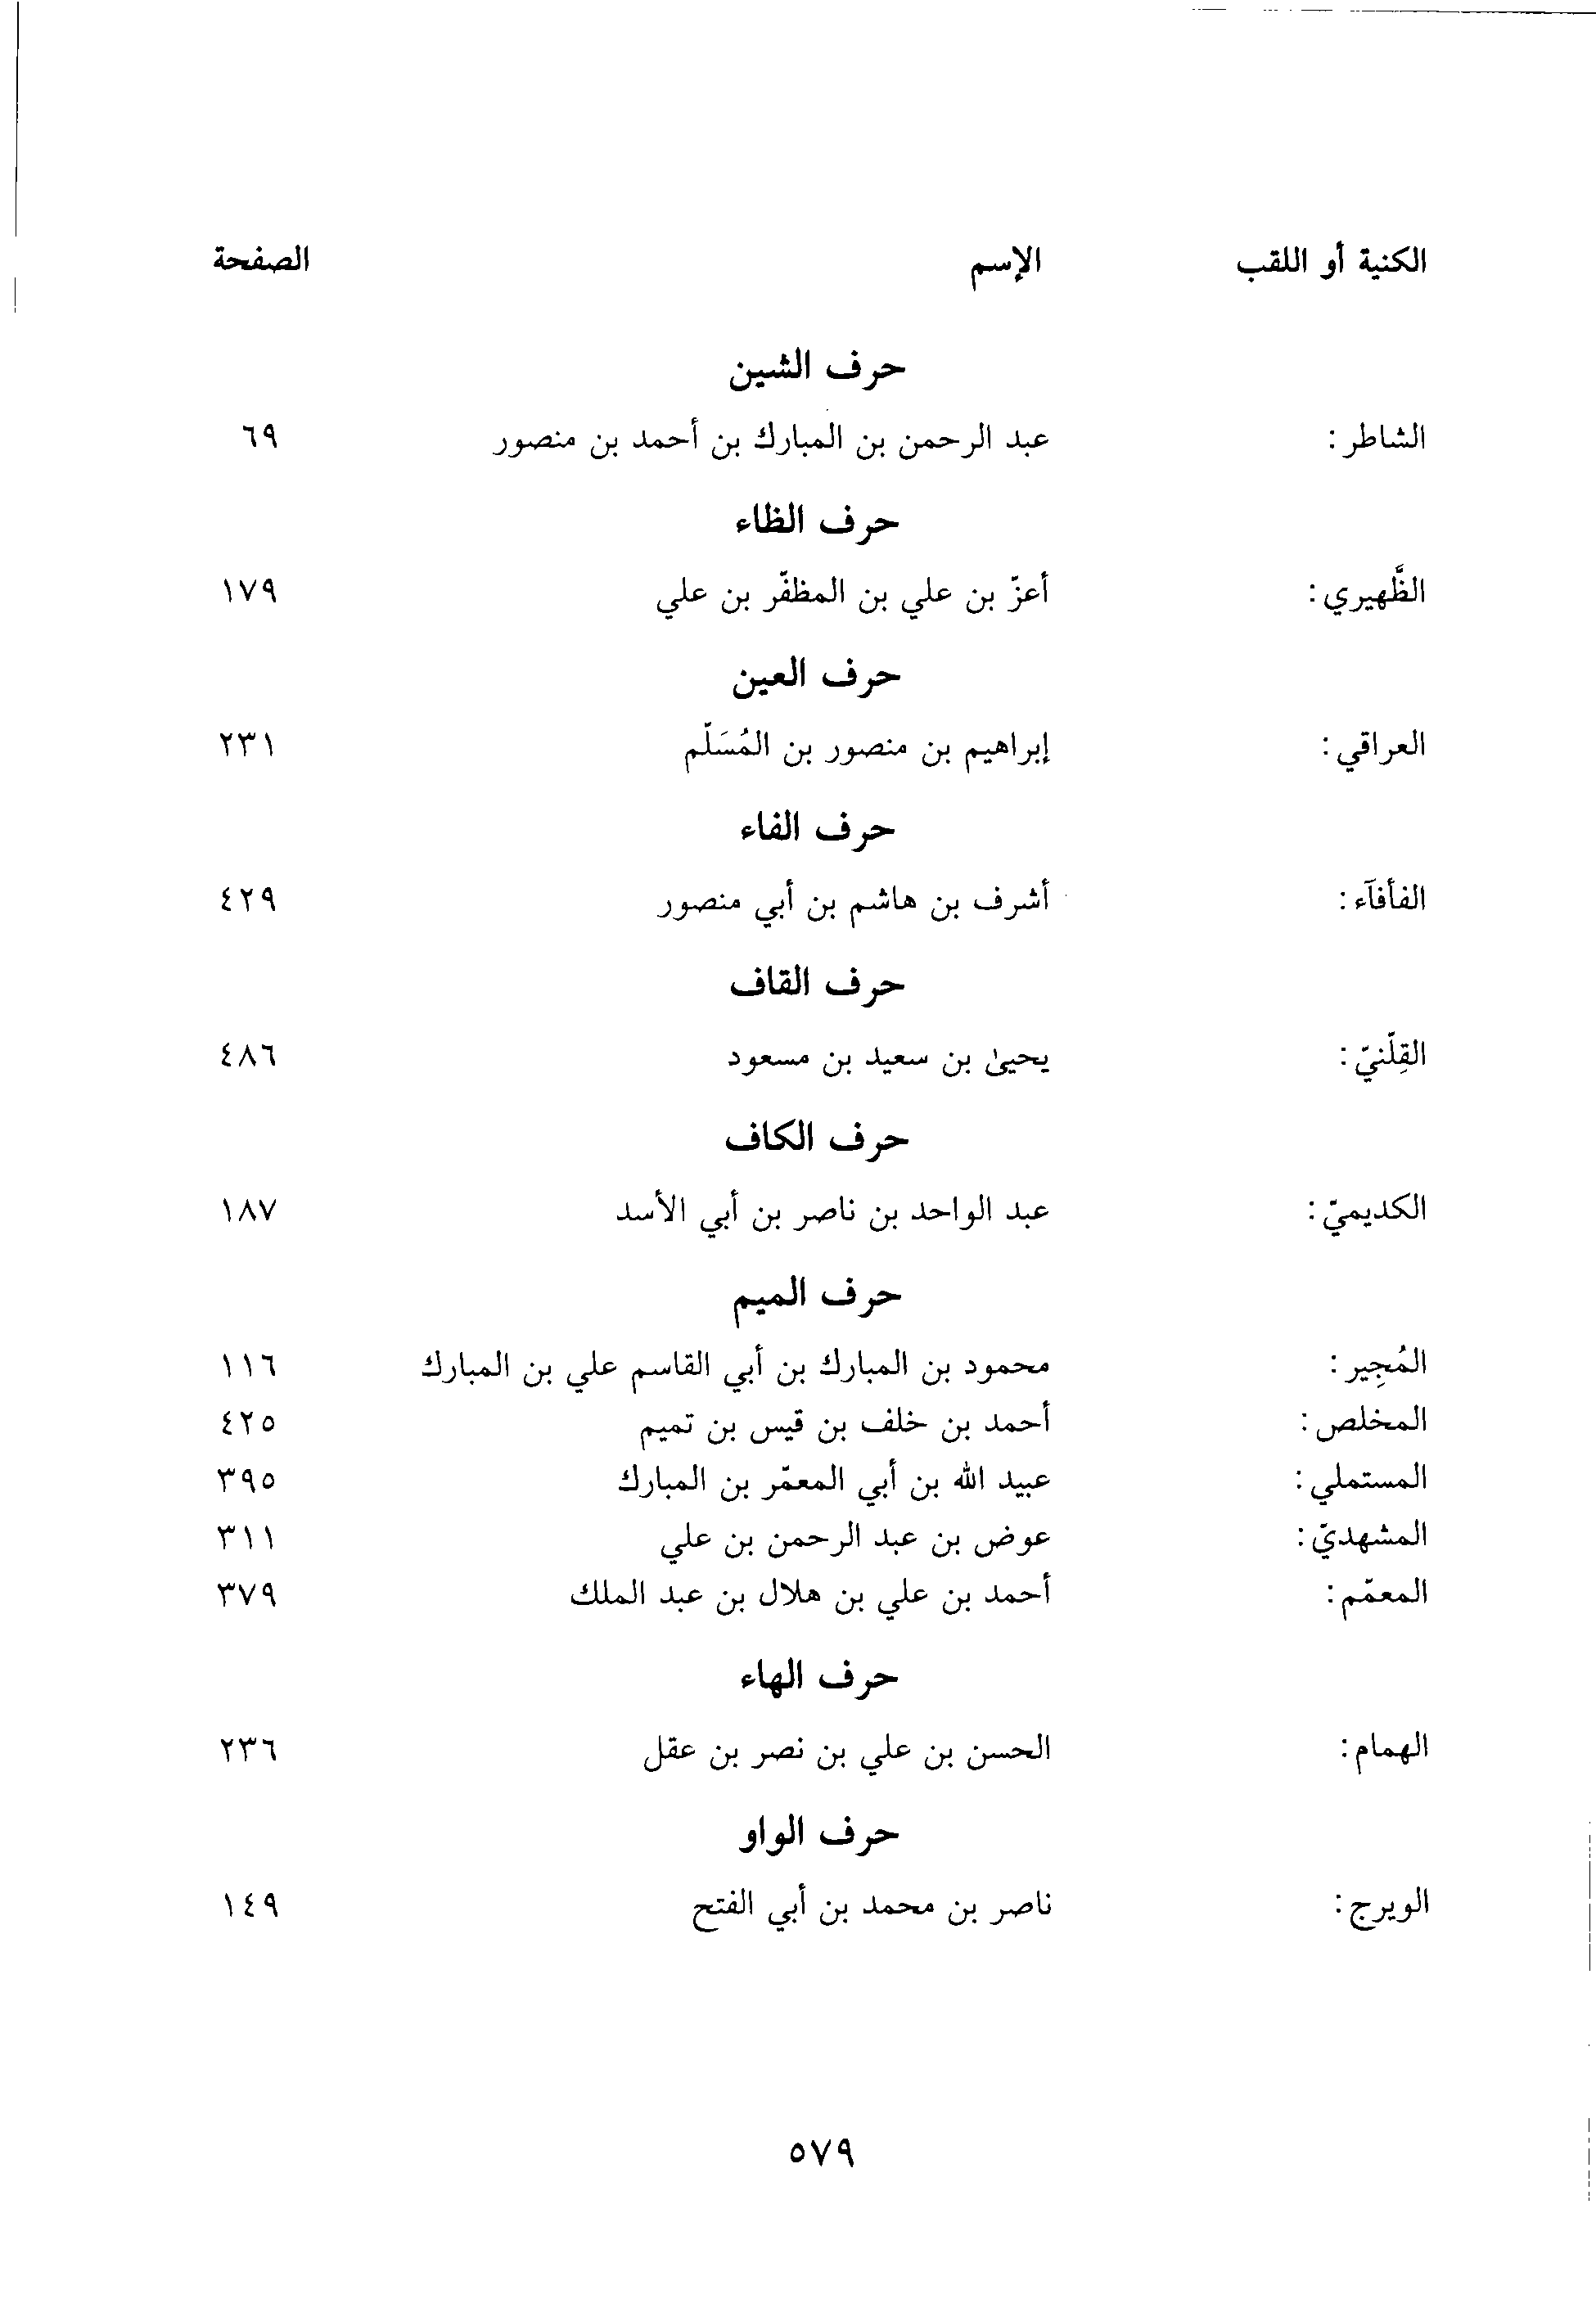 الكنية أو اللقب الإسم الصفحة
حرف الشين
الشاطر : عبد الرحمن بن المبارك بن أحمد بن منصور ٦٩
حرف الظاء
الظَّهيري : أعزّ بن علي بن المظفّر بن علي ١٧٩
حرف العين
العراقي : إبراهيم بن منصور بن المُسَلّم ٢٣١
حرف الفاء
الفأفآء : أشرف بن هاشم بن أبي منصور ٤٢٩
حرف القاف
القِلّنيّ : يحيىٰ بن سعيد بن مسعود ٤٨٦
حرف الكاف
الكديميّ : عبد الواحد بن ناصر بن أبي الأسد ١٨٧
حرف الميم
المُجِير : محمود بن المبارك بن أبي القاسم علي بن المبارك ١١٦
المخلص : أحمد بن خلف بن قيس بن تميم ٤٢٥
المستملي : عبيد الله بن أبي المعمّر بن المبارك ٣٩٥
المشهديّ : عوض بن عبد الرحمن بن علي ٣١١
المعمّم : أحمد بن علي بن هلال بن عبد الملك ٣٧٩
حرف الهاء
الهمام : الحسن بن علي بن نصر بن عقل ٢٣٦
حرف الواو
الويرج : ناصر بن محمد بن أبي الفتح ١٤٩
٥٧٩